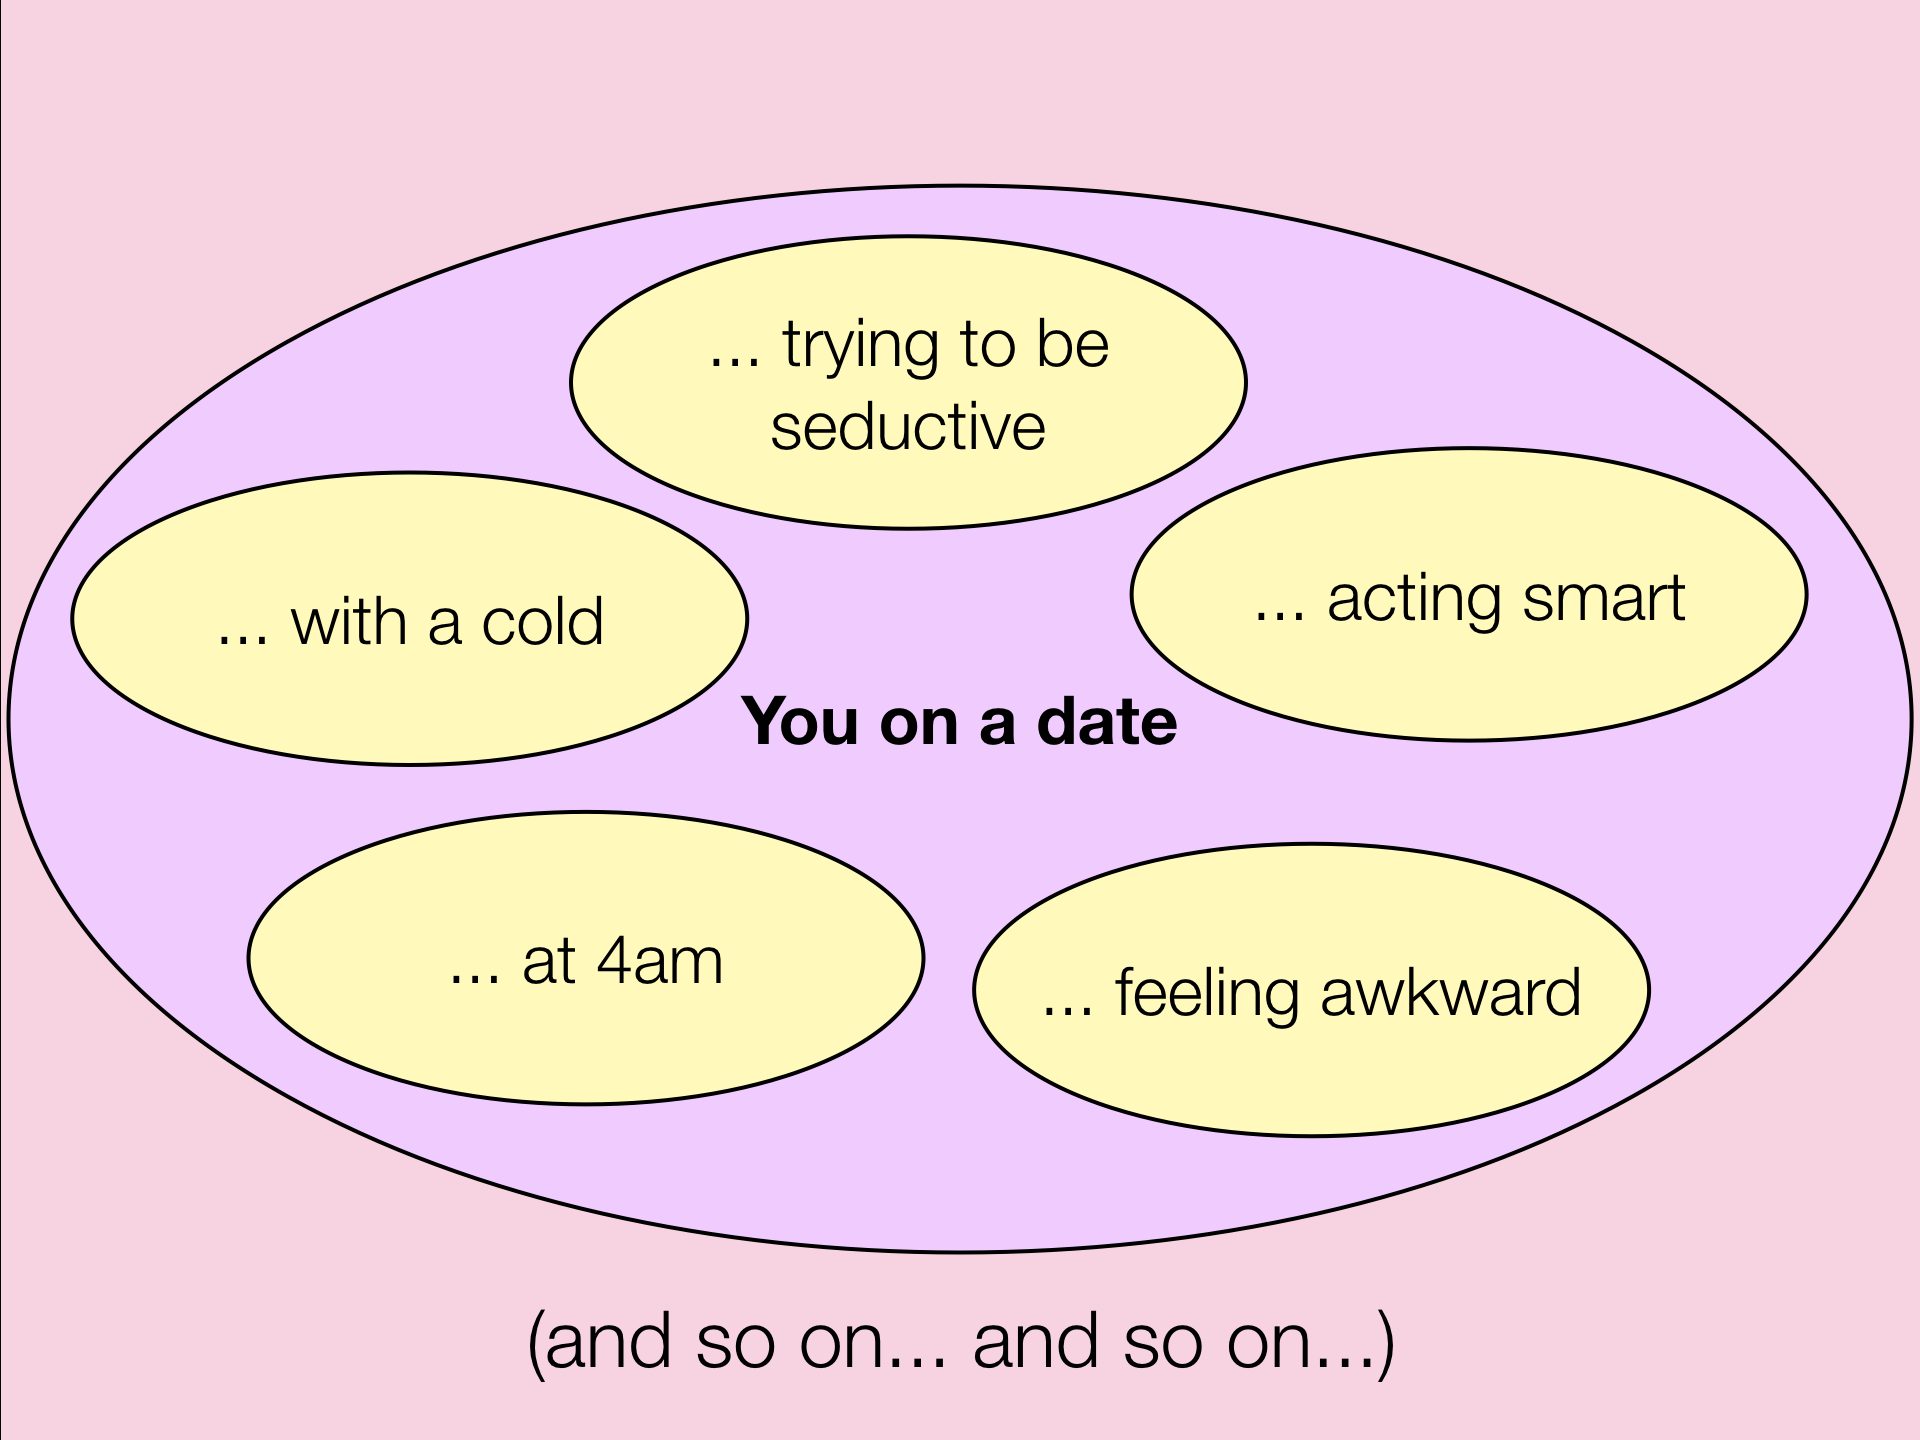 ... trying to be
seductive
... with a cold
... acting smart
You on a date
... at 4am
... feeling awkward
(and so on... and so on...)